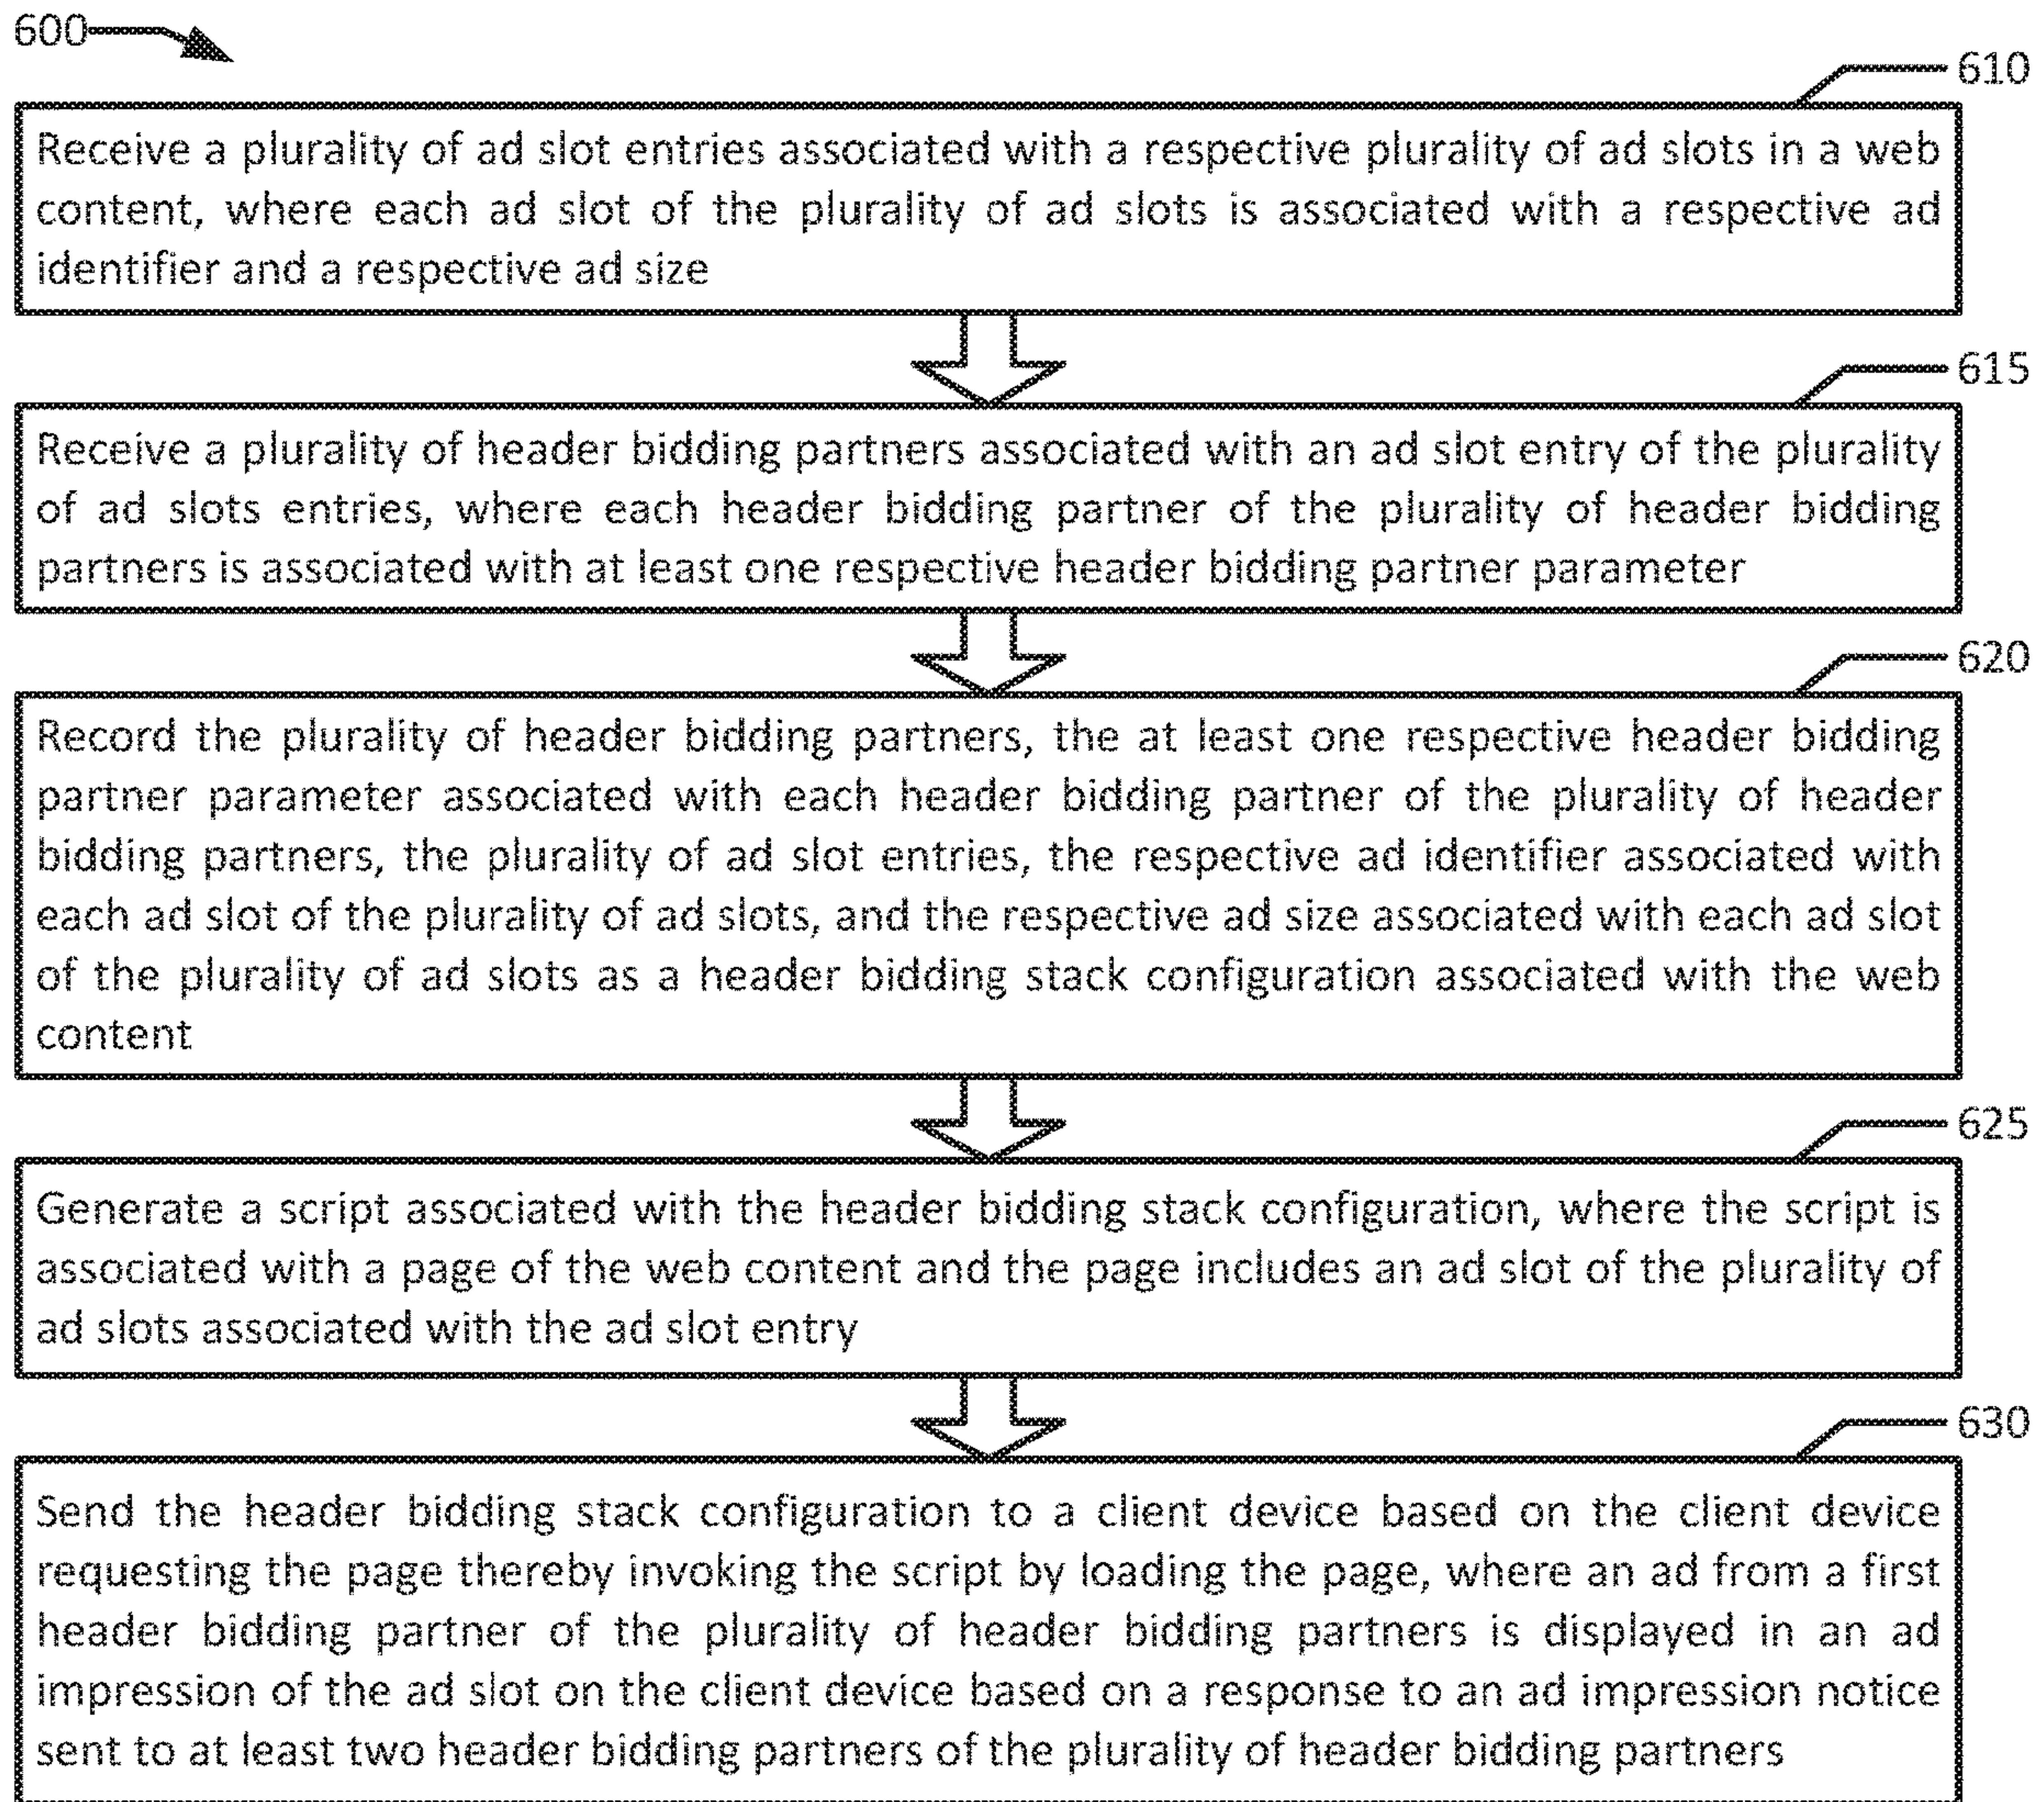 600
610
Receive a plurality of ad slot entries associated with a respective plurality of ad slots in a web
content, where each ad slot of the plurality of ad slots is associated with a respective ad
identifier and a respective ad size
615
Receive a plurality of header bidding partners associated with an ad slot entry of the plurality
of ad slots entries, where each header bidding partner of the plurality of header bidding
partners is associated with at least one respective header bidding partner parameter
620
Record the plurality of header bidding partners, the at least one respective header bidding
partner parameter associated with each header bidding partner of the plurality of header
bidding partners, the plurality of ad slot entries, the respective ad identifier associated with
each ad slot of the plurality of ad slots, and the respective ad size associated with each ad slot
of the plurality of ad slots as a header bidding stack configuration associated with the web
content
625
Generate a script associated with the header bidding stack configuration, where the script is
associated with a page of the web content and the page includes an ad slot of the plurality of
ad slots associated with the ad slot entry
630
Send the header bidding stack configuration to a client device based on the client device
requesting the page thereby invoking the script by loading the page, where an ad from a first
header bidding partner of the plurality of header bidding partners is displayed in an ad
impression of the ad slot on the client device based on a response to an ad impression notice
sent to at least two header bidding partners of the plurality of header bidding partners